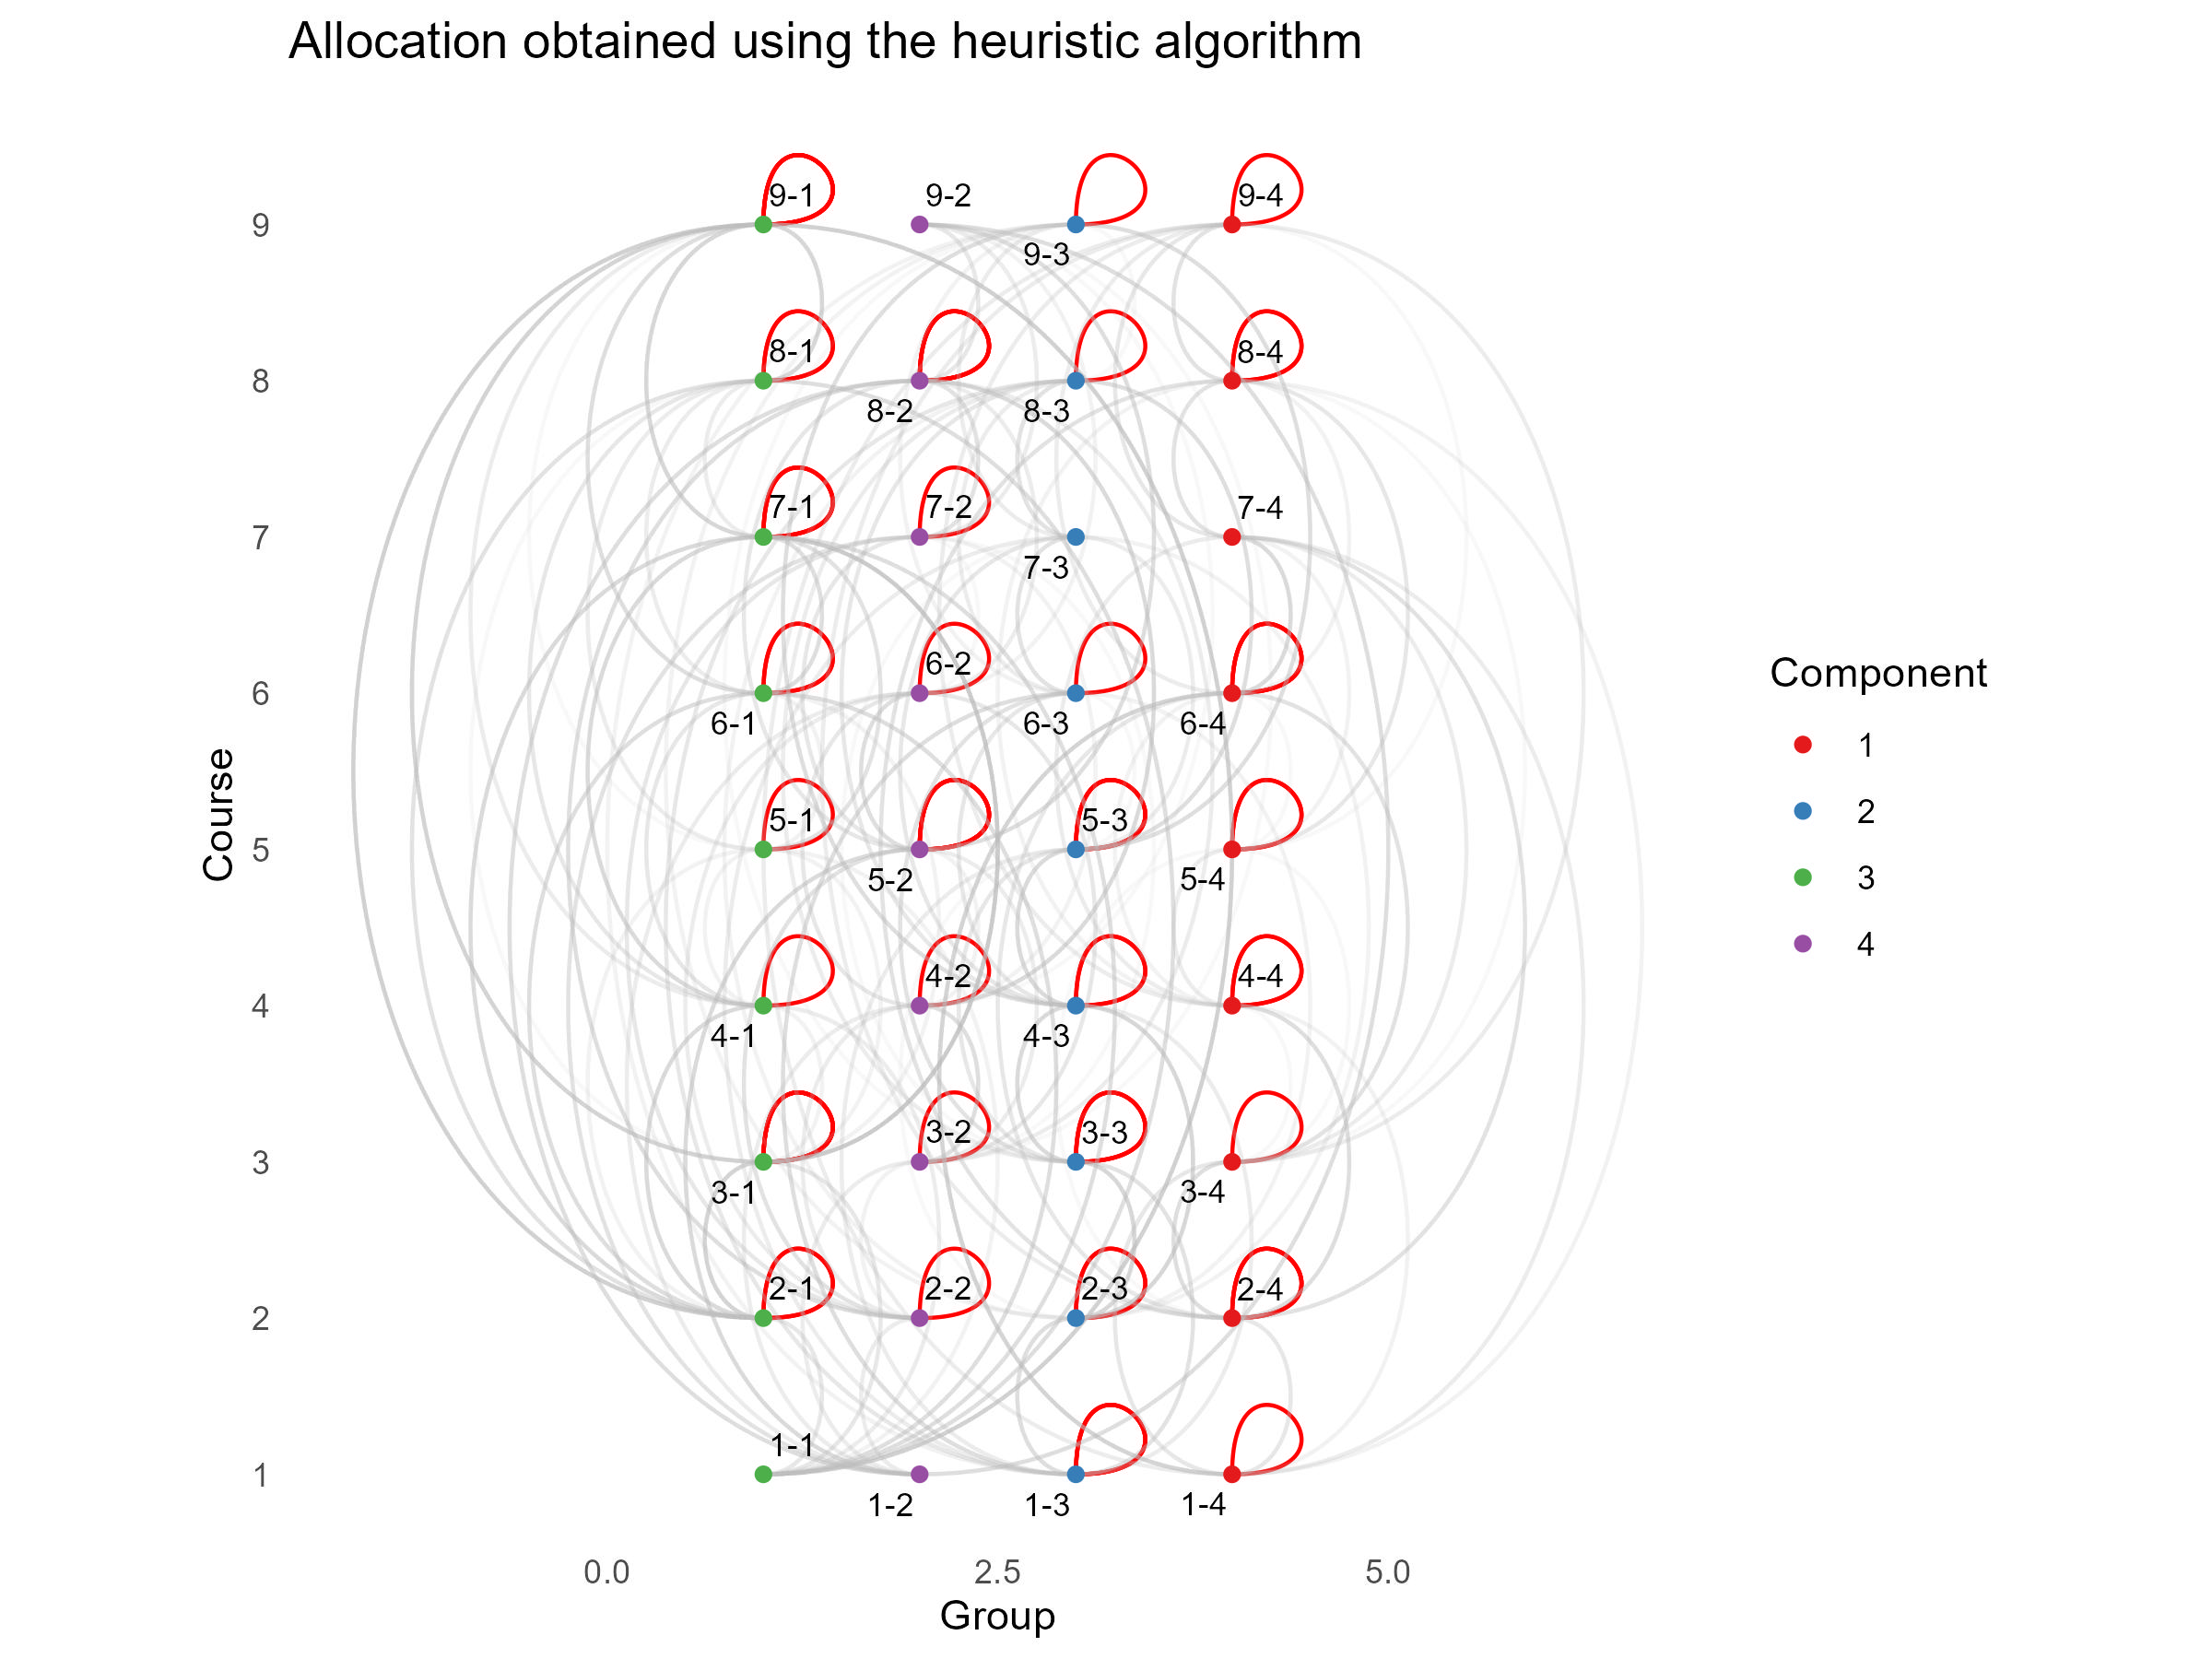 Allocation obtained using the heuristic algorithm
9-1 9-2 9-4
9
9-3
8-1 8-4
8
8-2 8-3
7-1 7-2 7-4
7
7-3
6-2
6
6-1 6-3 6-4
5-1 5-3
5
5-2 5-4
4-2 4-4
4
4-1 4-3
3-2 3-3
3
3-1 3-4
2-1 2-2 2-3 2-4
2
1-1
1
1-2 1-3 1-4
0.0 2.5 5.0
Group
Course
Component
1
2
3
4